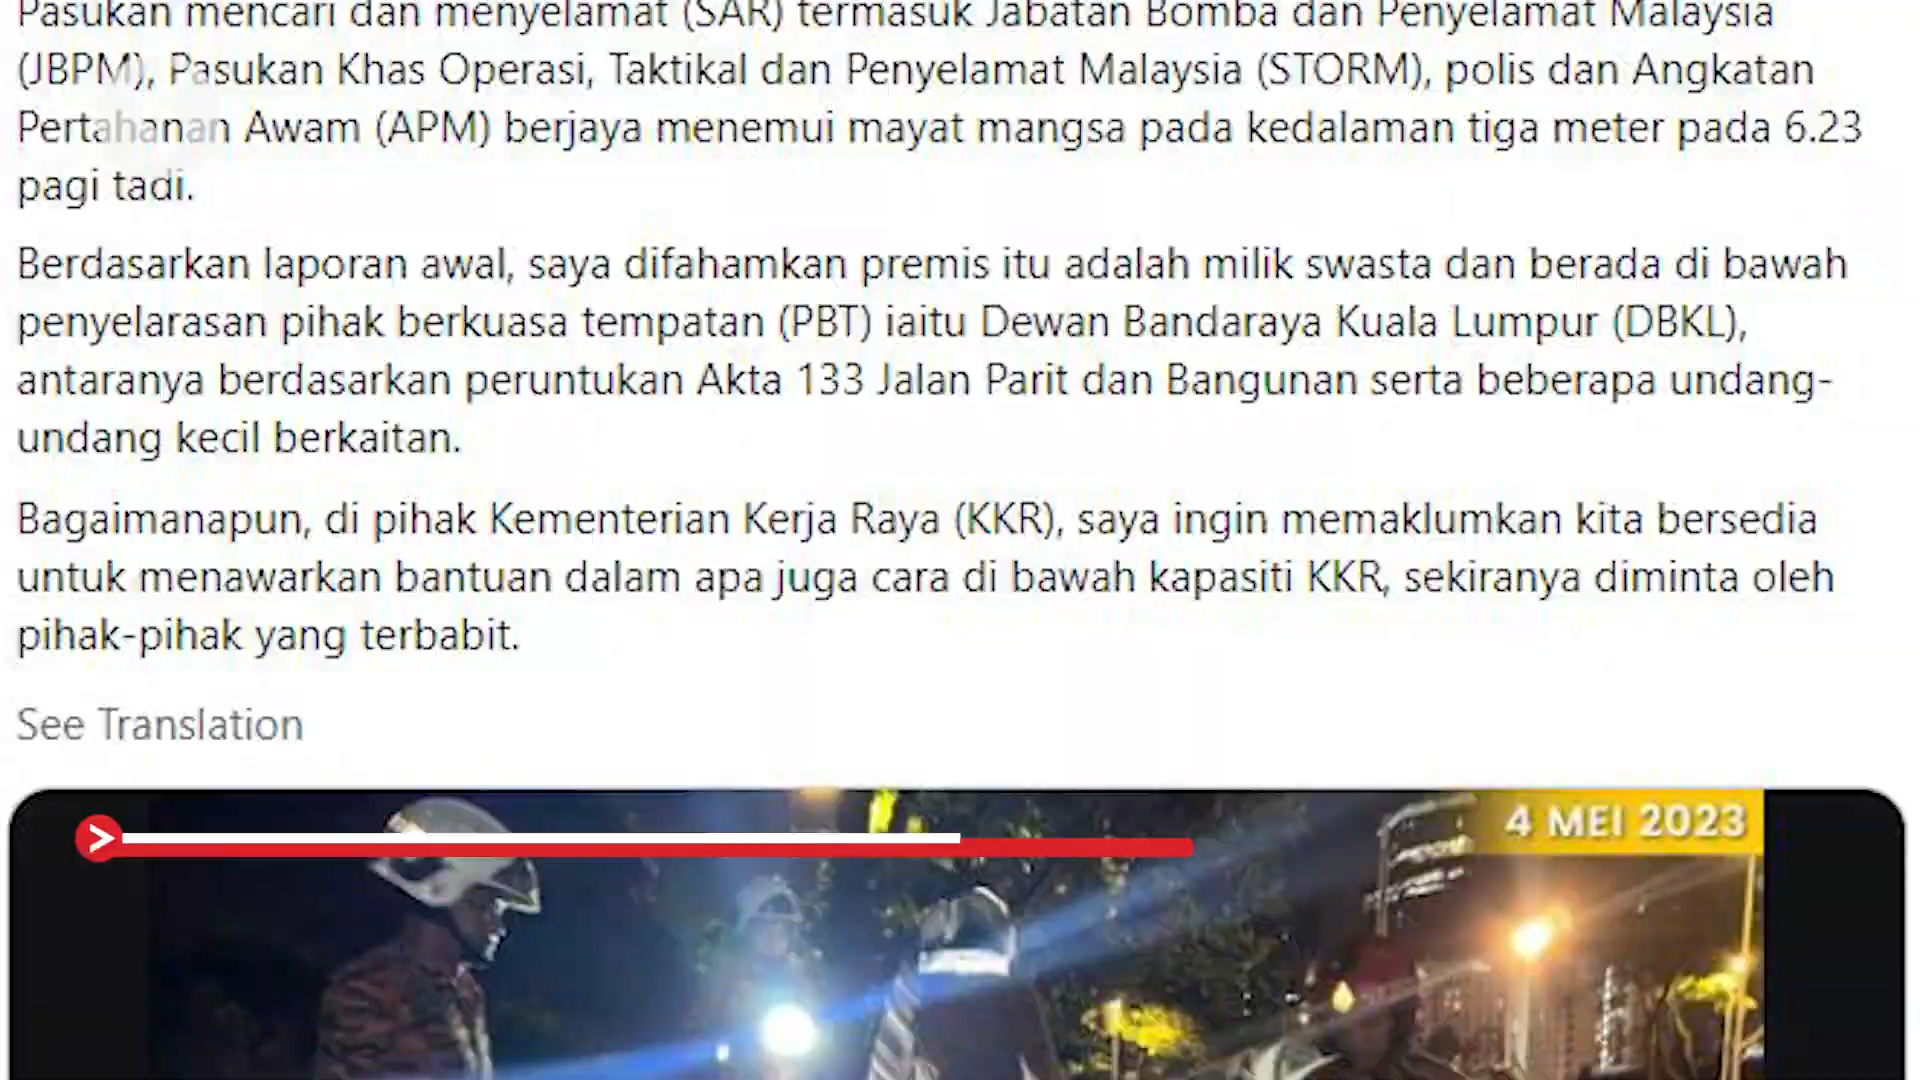 Pasukan mencari dan menyelamat (SAR) termasuk Jabatan Bomba dan Penyelamat Malaysia
(JBPM), Pasukan Khas Operasi, Taktikal dan Penyelamat Malaysia (STORM), polis dan Angkatan
Pertahanan Awam (APM) berjaya menemui mayat mangsa pada kedalaman tiga meter pada 6.23
pagi tadi.
Berdasarkan laporan awal, saya difahamkan premis itu adalah milik swasta dan berada di bawah
penyelarasan pihak berkuasa tempatan (PBT) iaitu Dewan Bandaraya Kuala Lumpur (DBKL),
antaranya berdasarkan peruntukan Akta 133 Jalan Parit dan Bangunan serta beberapa undang-
undang kecil berkaitan.
Bagaimanapun, di pihak Kementerian Kerja Raya (KKR), saya ingin memaklumkan kita bersedia
untuk menawarkan bantuan dalam apa juga cara di bawah kapasiti KKR, sekiranya diminta oleh
pihak-pihak yang terbabit.
See Translation
4 MEI 2023